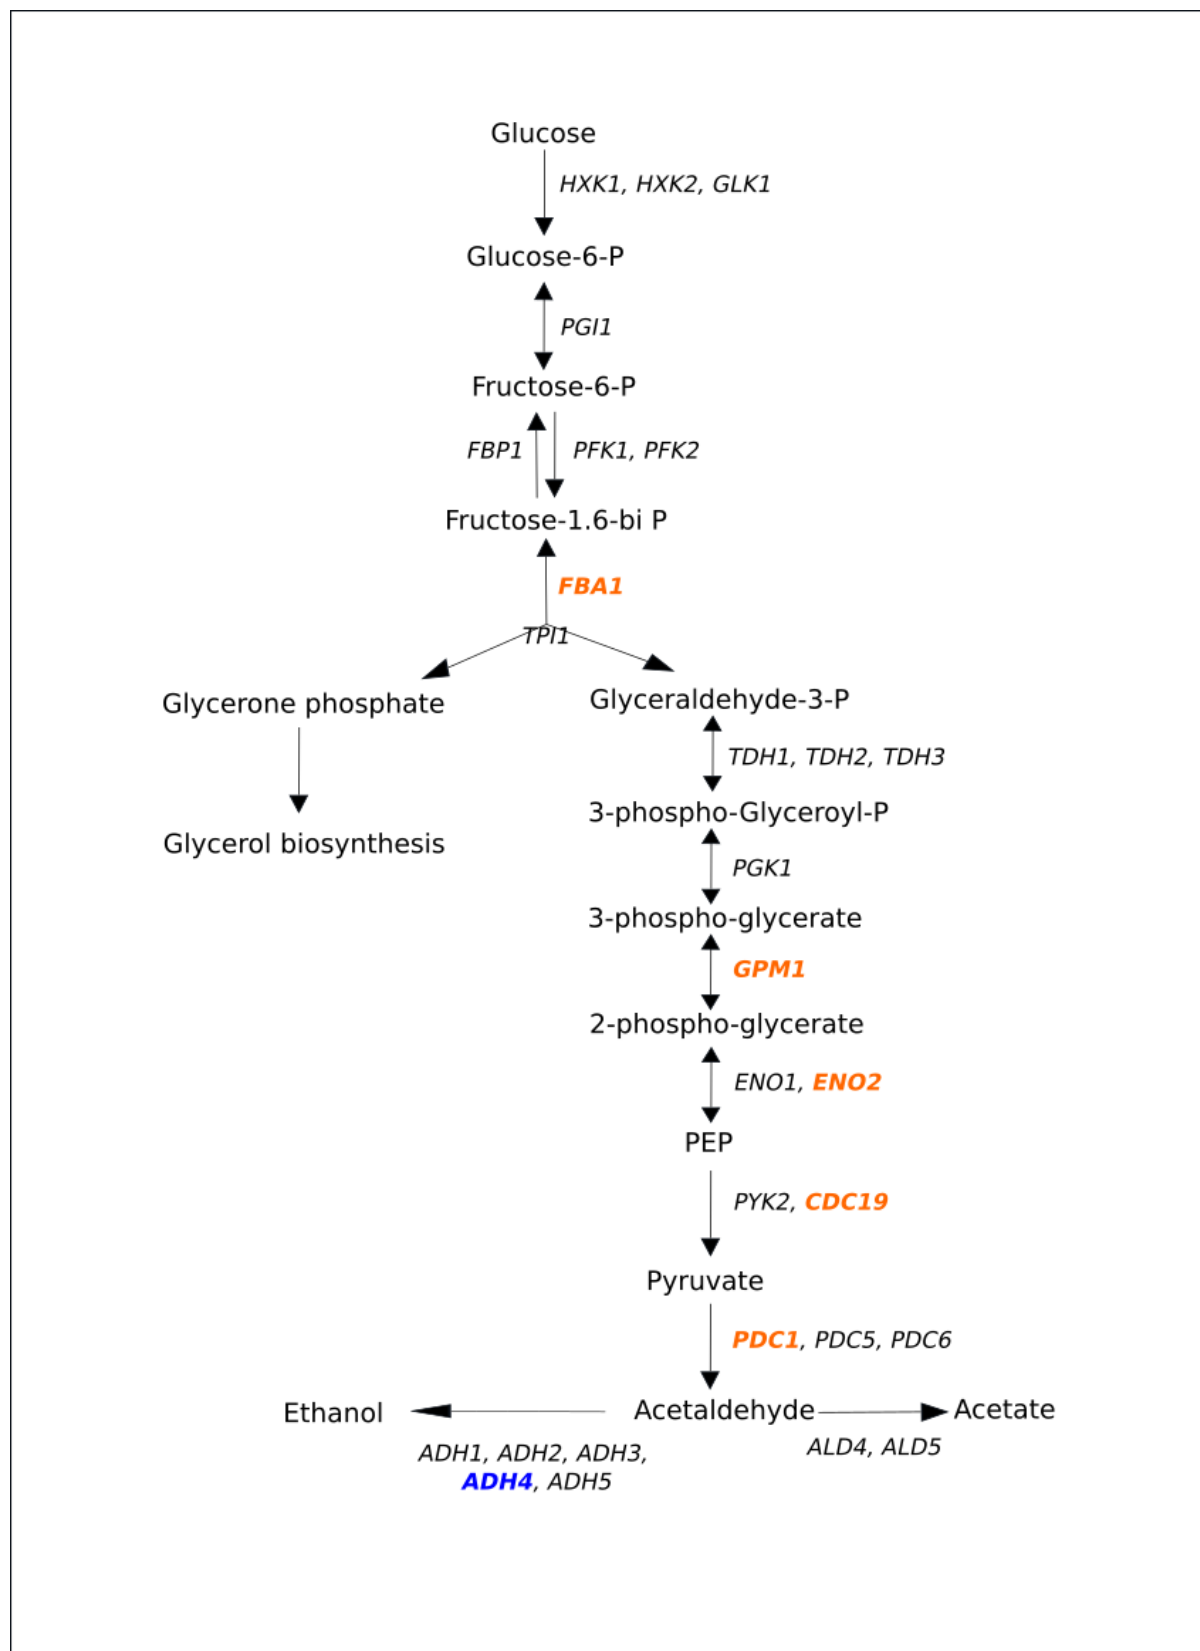 Glucose
HXK1, HXK2, GLK1
Glucose-6-P
PGI1
Fructose-6-P
FBP1
PFK1, PFK2
Fructose-1.6-bi P
FBA1
TPI1
Glycerone phosphate
Glyceraldehyde-3-P
TDH1, TDH2, TDH3
3-phospho-Glyceroyl-P
Glycerol biosynthesis
PGK1
3-phospho-glycerate
GPM1
2-phospho-glycerate
ENO1, ENO2
PEP
PYK2, CDC19
Pyruvate
PDC1, PDC5, PDC6
Ethanol
Acetaldehyde
Acetate
ADH1, ADH2, ADH3,
ADH4, ADH5
ALD4, ALD5